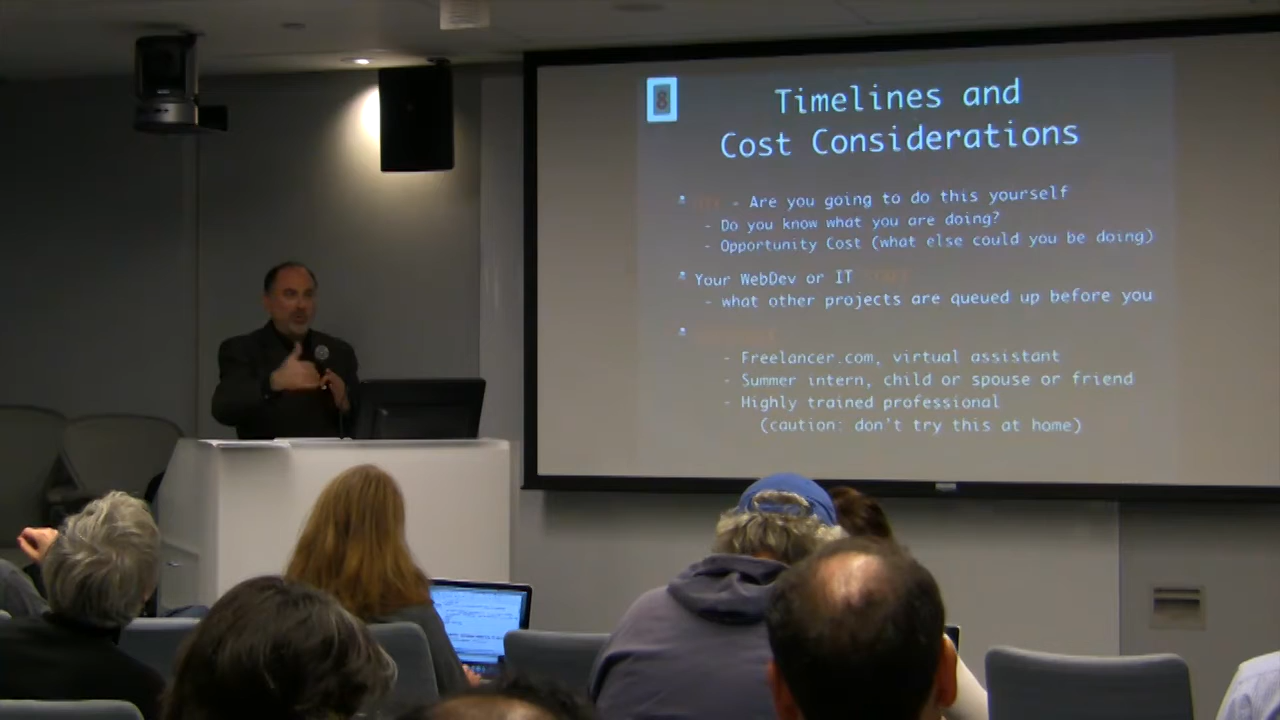 8
Timelines and
Cost Considerations
- Are you going to do this yourself
- Do you know what you are doing?
- Opportunity Cost (what else could you be doing)
Your WebDev or IT
- what other projects are queued up before you
- Freelancer.com, virtual assistant
- Summer intern, child or spouse or friend
- Highly trained professional
(caution: don't try this at home)